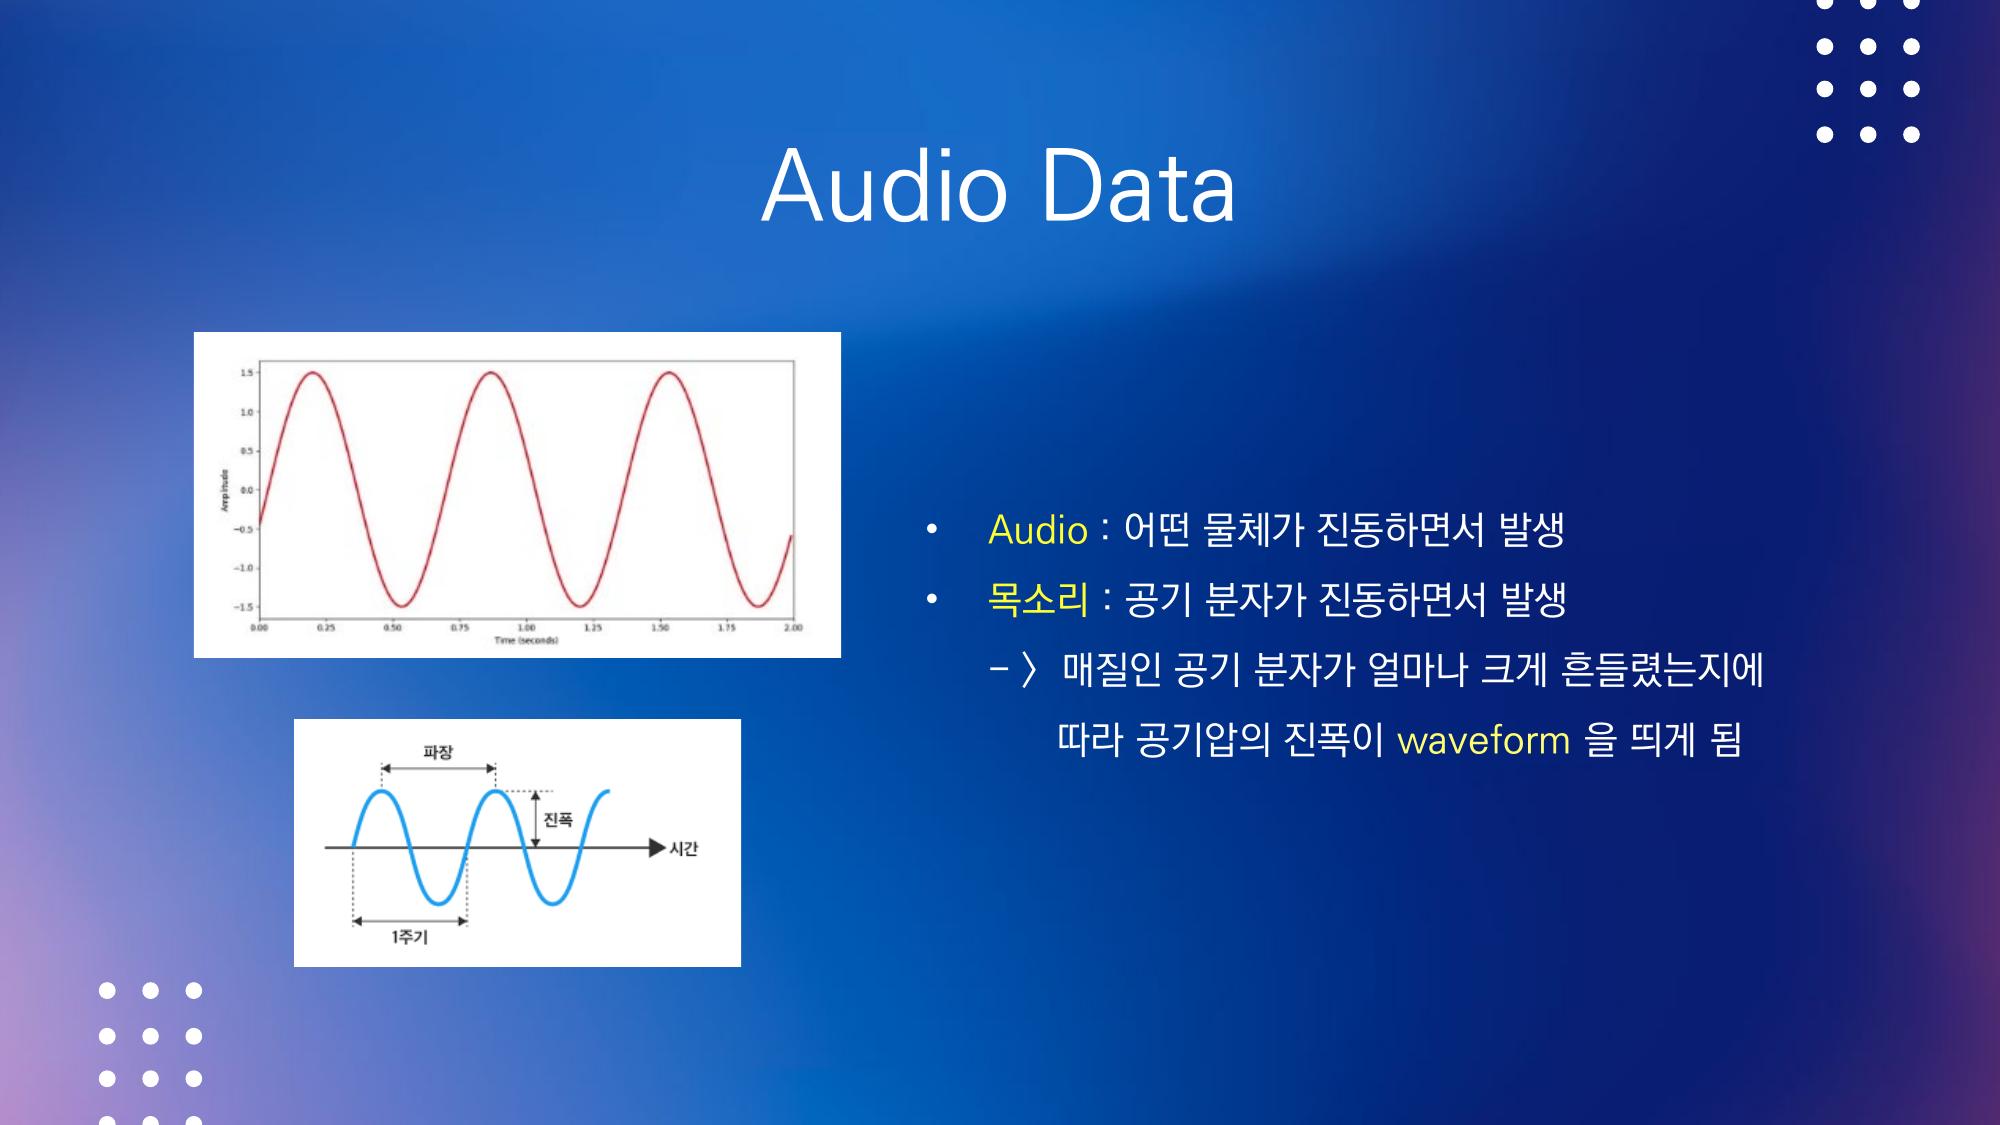 Audio Data
1.5
1.0
0.5
0.0
−0.5
−1.0
−1.5
Amplitude
0.00 0.25 0.50 0.75 1.00 1.25 1.50 1.75 2.00
Time (seconds)
파장
진폭
시간
1주기
• Audio : 어떤 물체가 진동하면서 발생
• 목소리 : 공기 분자가 진동하면서 발생
-〉 매질인 공기 분자가 얼마나 크게 흔들렸는지에
따라 공기압의 진폭이 waveform 을 띄게 됨